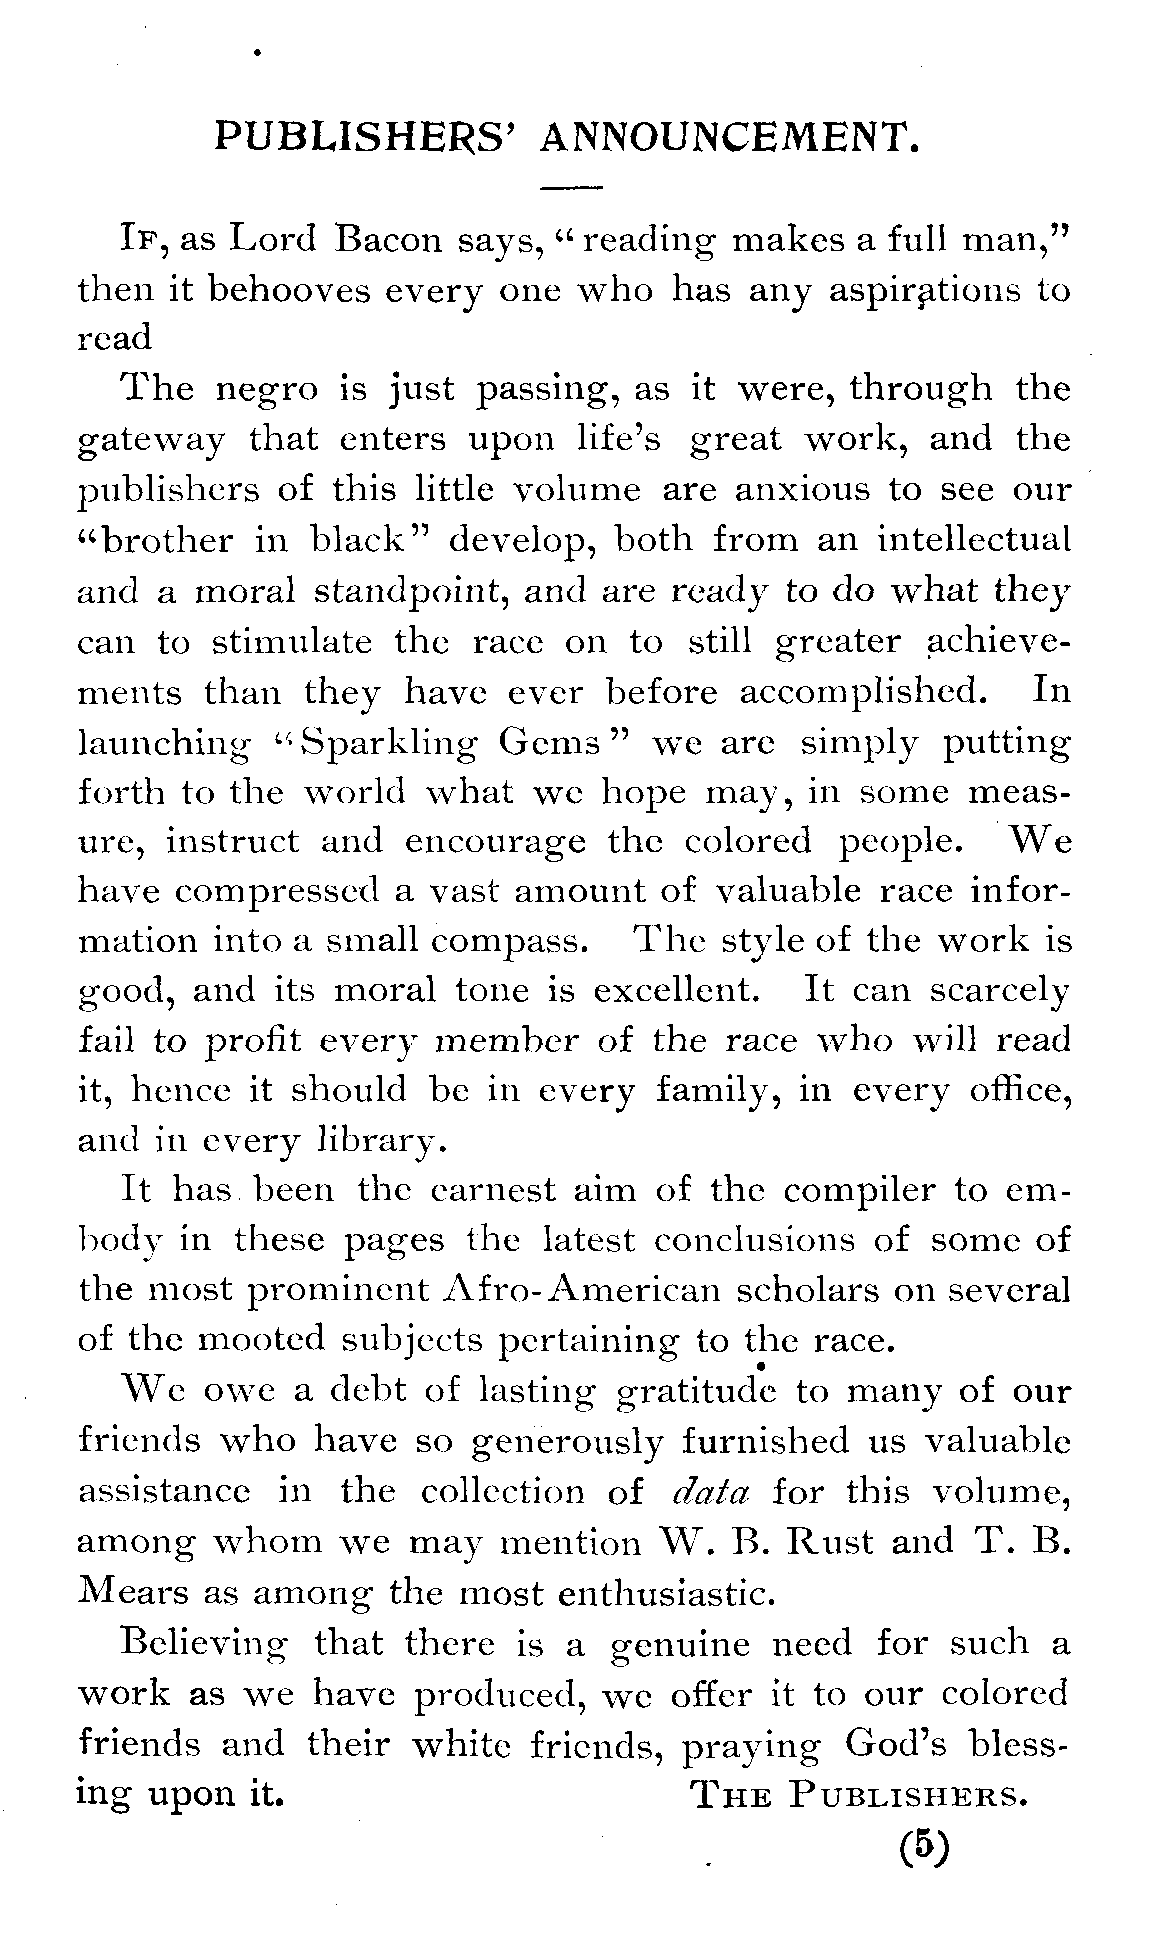 PUBLISHERS' ANNOUNCEMENT.
IF, as Lord Bacon says, "reading makes a full man,"
then it behooves every one who has any aspirations to
read
The negro is just passing, as it were, through the
gateway that enters upon life's great work, and the
publishers of this little volume are anxious to see our
"brother in black" develop, both from an intellectual
and a moral standpoint, and are ready to do what they
can to stimulate the race on to still greater achieve-
ments than they have ever before accomplished. In
launching "Sparkling Gems" we are simply putting
forth to the world what we hope may, in some meas-
ure, instruct and encourage the colored people. We
have compressed a vast amount of valuable race infor-
mation into a small compass. The style of the work is
good, and its moral tone is excellent. It can scarcely
fail to profit every member of the race who will read
it, hence it should be in every family, in every office,
and in every library.
It has been the earnest aim of the compiler to em-
body in these pages the latest conclusions of some of
the most prominent Afro-American scholars on several
of the mooted subjects pertaining to the race.
We owe a debt of lasting gratitude to many of our
friends who have so generously furnished us valuable
assistance in the collection of data for this volume,
among whom we may mention W. B. Rust and T. B.
Mears as among the most enthusiastic.
Believing that there is a genuine need for such a
work as we have produced, we offer it to our colored
friends and their white friends, praying God's bless-
ing upon it. THE PUBLISHERS.
(5)